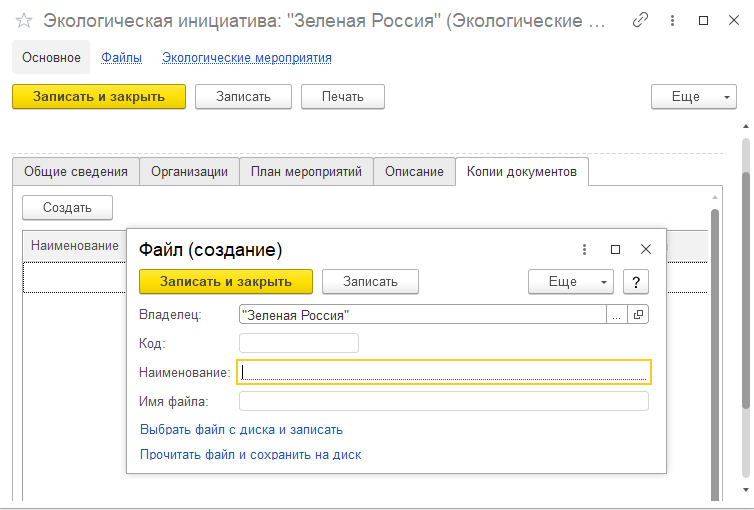 Экологическая инициатива: "Зеленая Россия" (Экологические ...
Основное Файлы Экологические мероприятия
Записать и закрыть Записать Печать Еще
Общие сведения Организации План мероприятий Описание Копии документов
Создать
Наименование
Файл (создание)
Записать и закрыть Записать Еще ?
Владелец: "Зеленая Россия" ...
Код:
Наименование:
Имя файла:
Выбрать файл с диска и записать
Прочитать файл и сохранить на диск